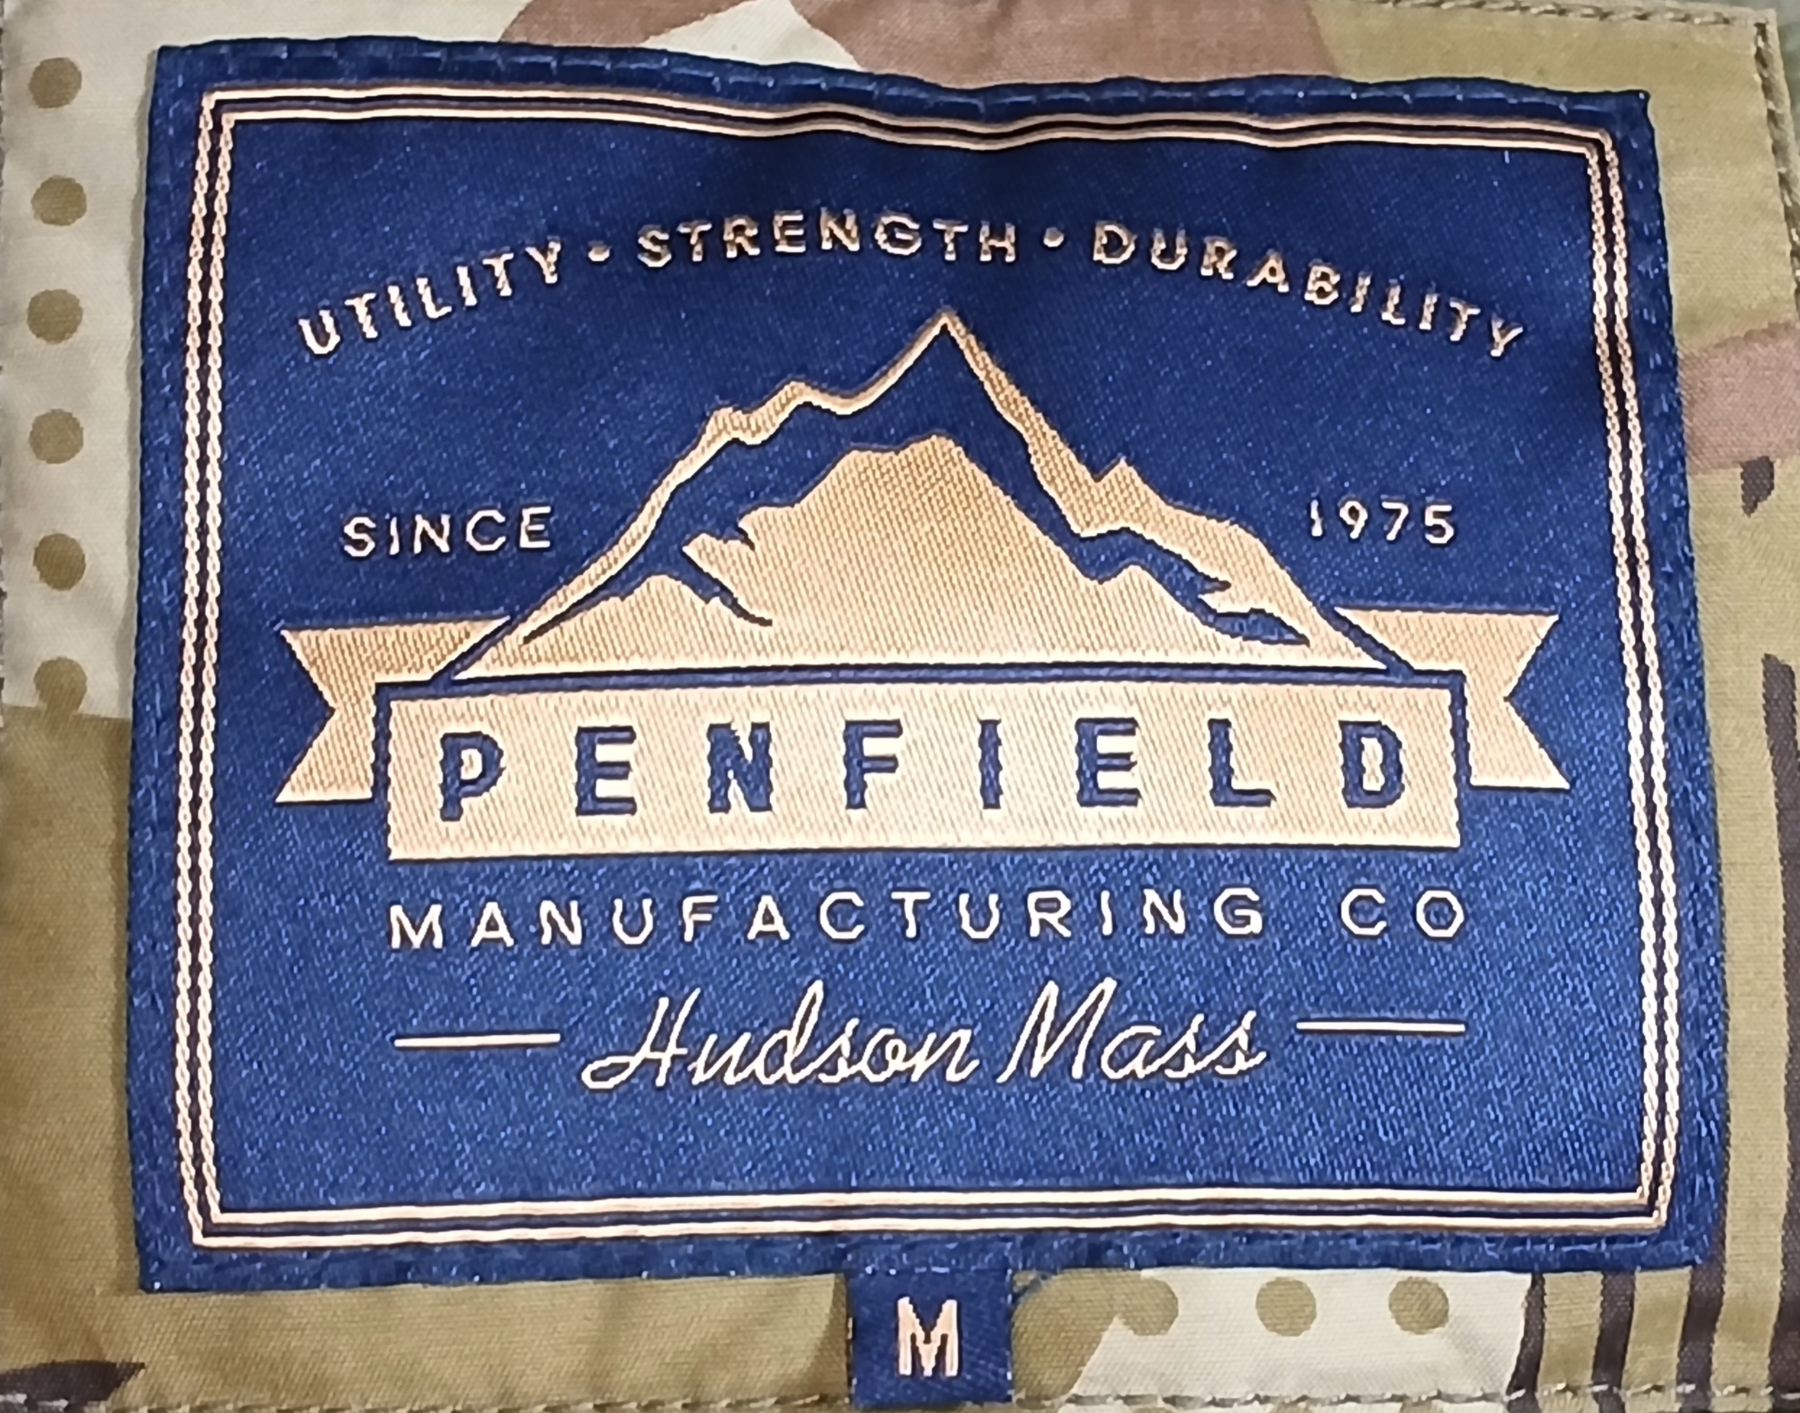 UTILITY • STRENGTH • DURABILITY
SINCE 1975
PENFIELD
MANUFACTURING CO
Hudson Mass
M